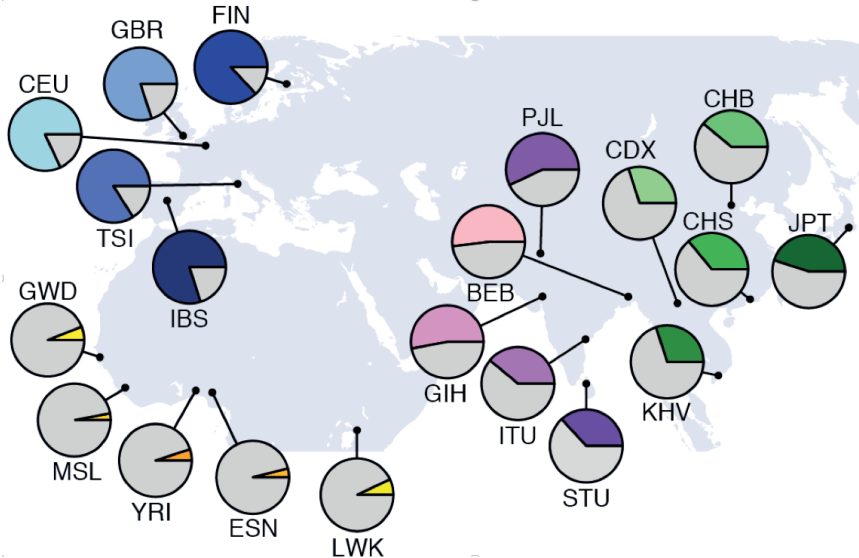 FIN
GBR
CEU
TSI
IBS
GWD
MSL
YRI
ESN
LWK
PJL
BEB
GIH
ITU
STU
CDX
CHB
CHS
JPT
KHV